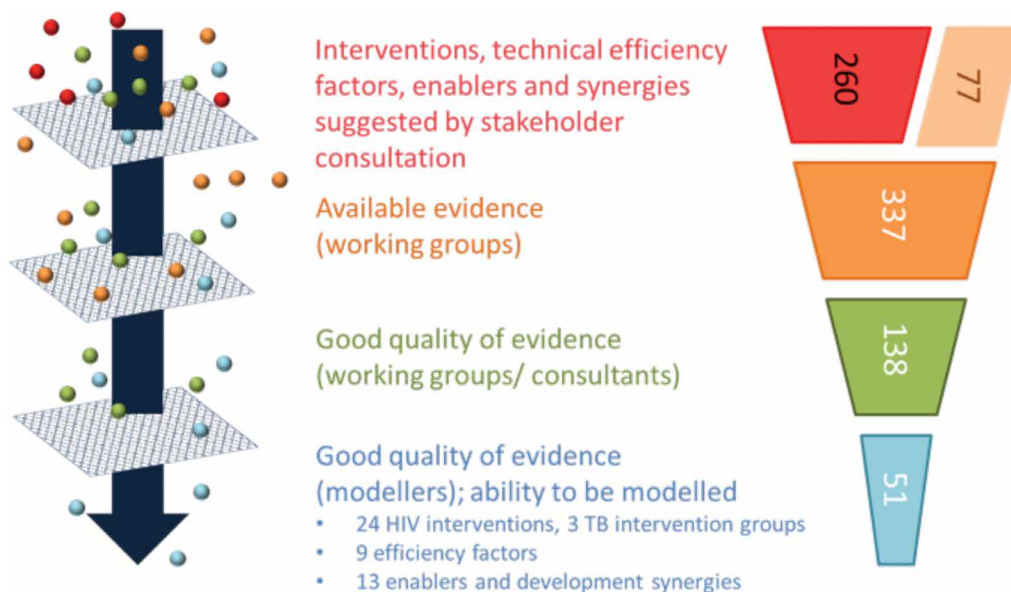 Interventions, technical efficiency
factors, enablers and synergies
suggested by stakeholder
consultation
260
77
Available evidence
(working groups)
337
Good quality of evidence
(working groups/ consultants)
138
Good quality of evidence
(modellers); ability to be modelled
• 24 HIV interventions, 3 TB intervention groups
• 9 efficiency factors
• 13 enablers and development synergies
51